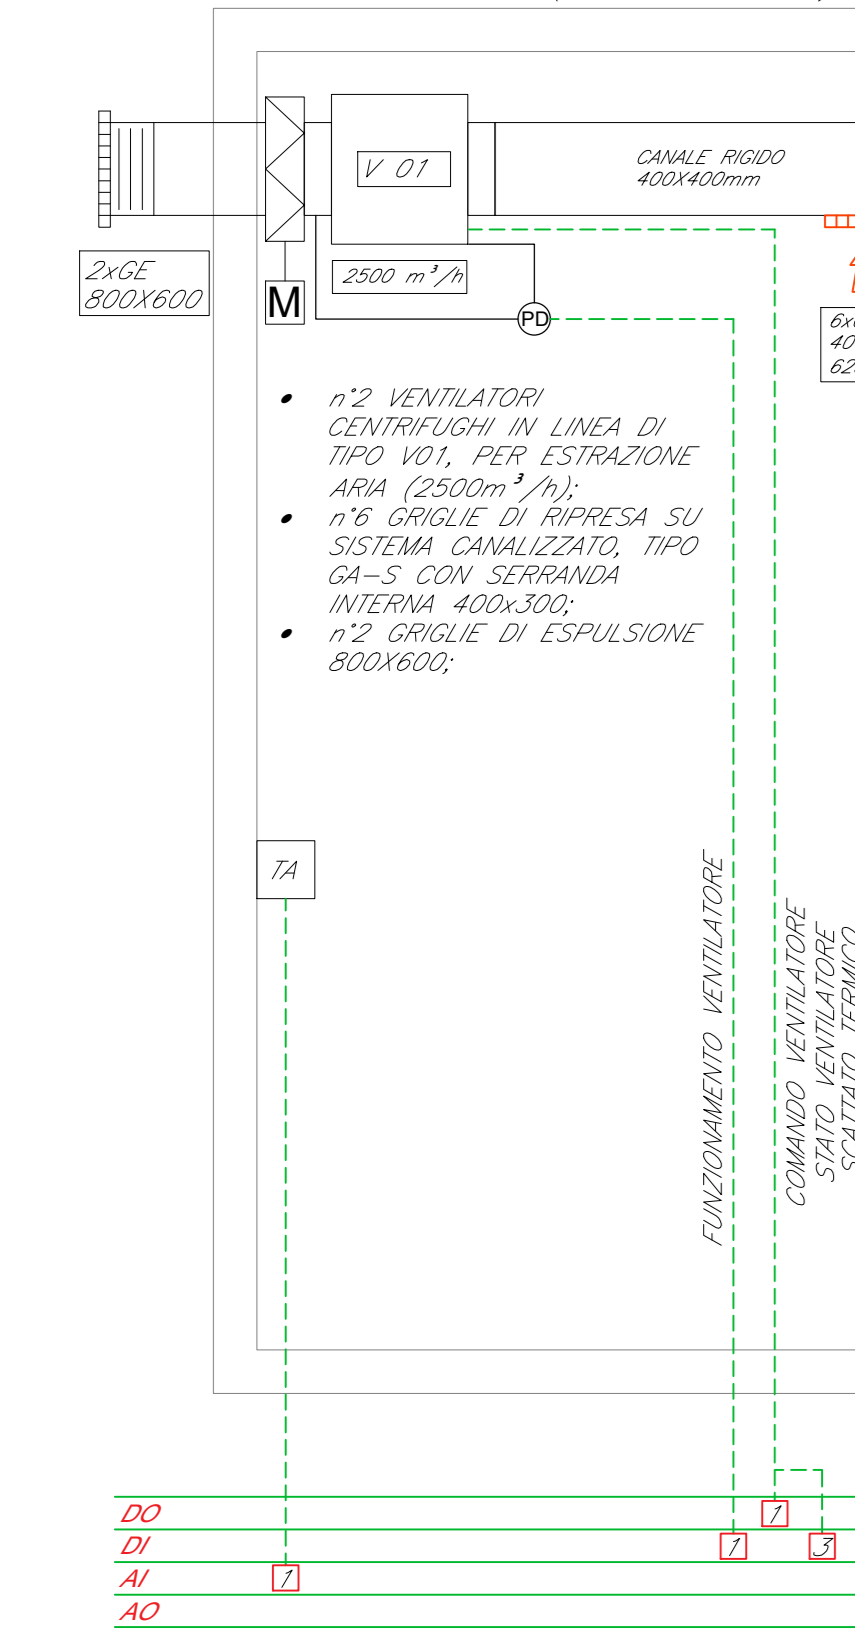 V 01
CANALE RIGIDO
400X400mm
2xGE
800X600
2500 m³/h
M
PD
n°2 VENTILATORI
CENTRIFUGHI IN LINEA DI
TIPO V01, PER ESTRAZIONE
ARIA (2500m³/h);
n°6 GRIGLIE DI RIPRESA SU
SISTEMA CANALIZZATO, TIPO
GA-S CON SERRANDA
INTERNA 400x300;
n°2 GRIGLIE DI ESPULSIONE
800X600;
TA
FUNZIONAMENTO VENTILATORE
COMANDO VENTILATORE
STATO VENTILATORE
SCATTATO TERMICO
DO
1
DI
1
3
AI
1
AO